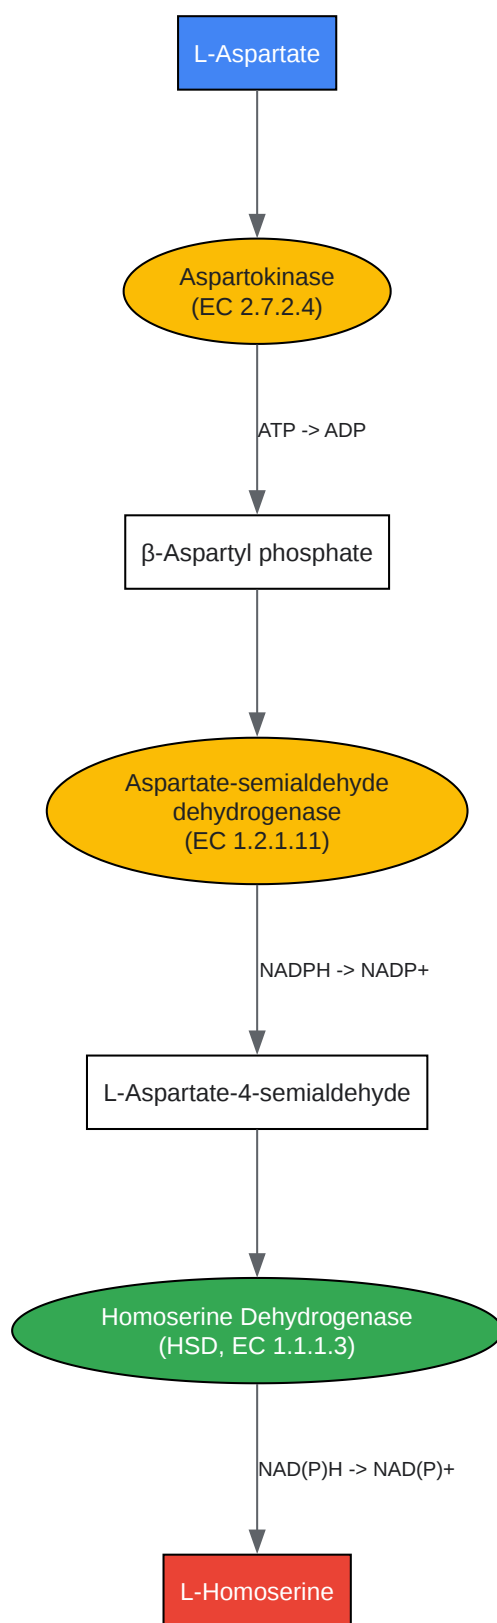 L-Aspartate
Aspartokinase
(EC 2.7.2.4)
ATP -> ADP
β-Aspartyl phosphate
Aspartate-semialdehyde
dehydrogenase
(EC 1.2.1.11)
NADPH -> NADP+
L-Aspartate-4-semialdehyde
Homoserine Dehydrogenase
(HSD, EC 1.1.1.3)
NAD(P)H -> NAD(P)+
L-Homoserine